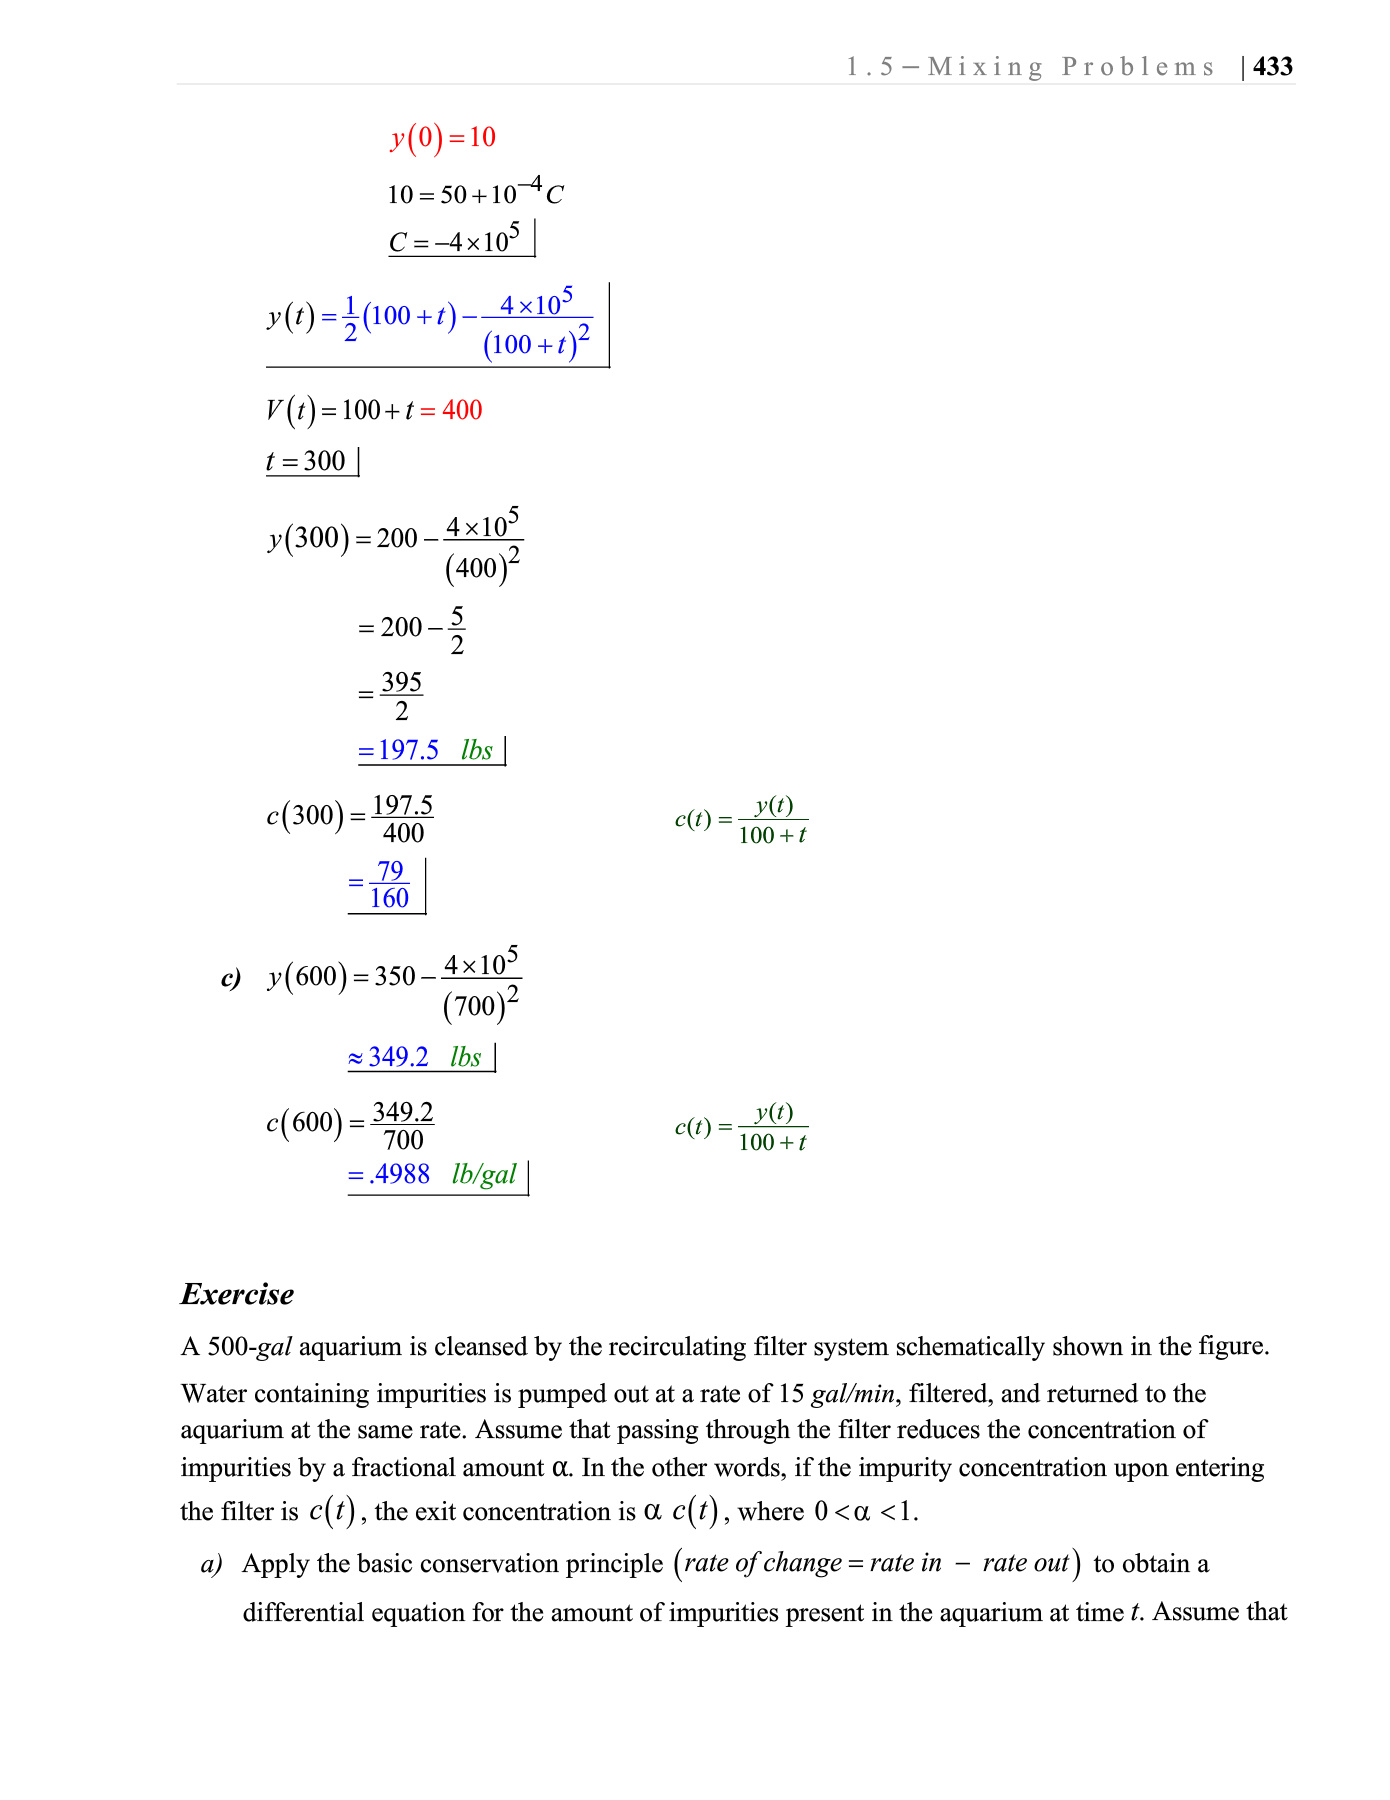 1.5 – Mixing Problems | 433
y(0) = 10
10 = 50 + 10^{-4} C
C = -4 × 10^5
y(t) = \frac{1}{2}(100 + t) - \frac{4 × 10^5}{(100 + t)^2}
V(t) = 100 + t = 400
t = 300
y(300) = 200 - \frac{4 × 10^5}{(400)^2}
= 200 - \frac{5}{2}
= \frac{395}{2}
= 197.5 lbs
c(300) = \frac{197.5}{400} c(t) = \frac{y(t)}{100 + t}
= \frac{79}{160}
c) y(600) = 350 - \frac{4 × 10^5}{(700)^2}
≈ 349.2 lbs
c(600) = \frac{349.2}{700} c(t) = \frac{y(t)}{100 + t}
= .4988 lb/gal
Exercise
A 500-gal aquarium is cleansed by the recirculating filter system schematically shown in the figure.
Water containing impurities is pumped out at a rate of 15 gal/min, filtered, and returned to the
aquarium at the same rate. Assume that passing through the filter reduces the concentration of
impurities by a fractional amount α. In the other words, if the impurity concentration upon entering
the filter is c(t), the exit concentration is α c(t), where 0 < α < 1.
a) Apply the basic conservation principle (rate of change = rate in – rate out) to obtain a
differential equation for the amount of impurities present in the aquarium at time t. Assume that